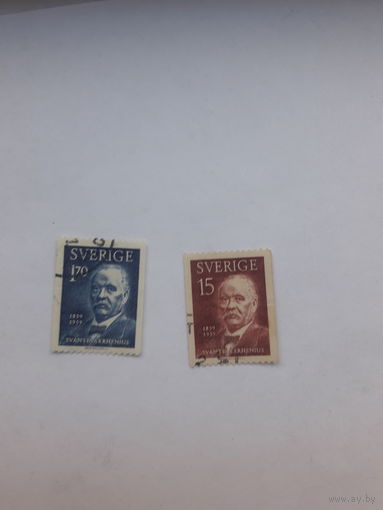 SVERIGE
1.70
1859
1959
SVANTE ARRHENIUS
SVERIGE
15
1859
1959
SVANTE ARRHENIUS
www.ay.by